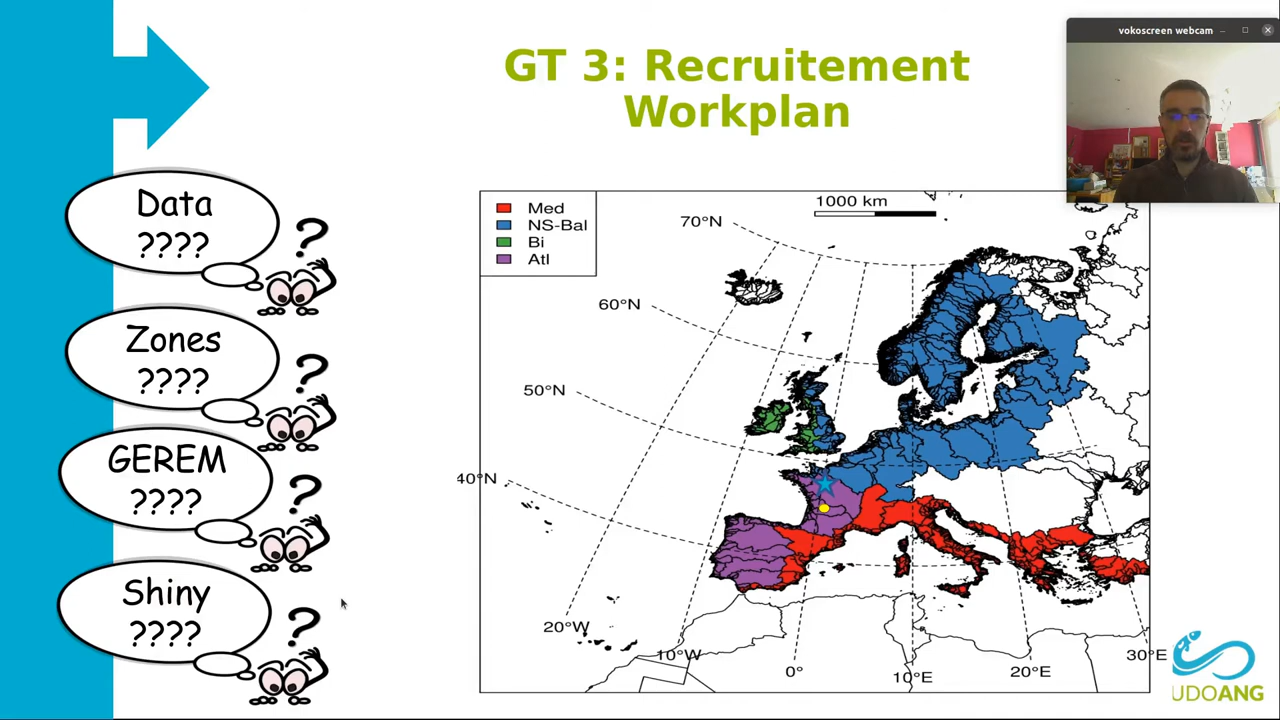 GT 3: Recruitement
Workplan
vokoscreen webcam
Data
????
?
Zones
????
?
GEREM
????
?
Shiny
????
?
Med
NS-Bal
Bi
Atl
1000 km
70°N
60°N
50°N
40°N
20°W
10°W
0°
10°E
20°E
30°E
UDOANG